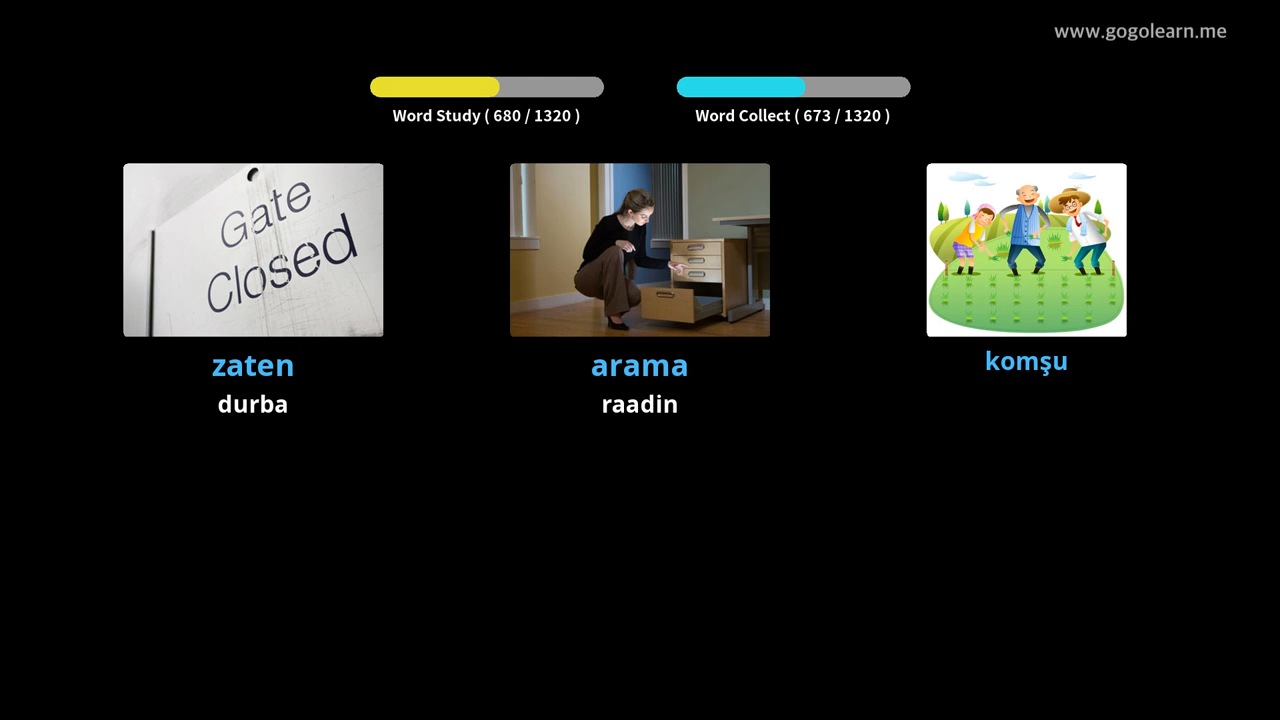 www.gogolearn.me
Word Study ( 680 / 1320 )
Word Collect ( 673 / 1320 )
Gate
Closed
zaten
durba
arama
raadin
komşu